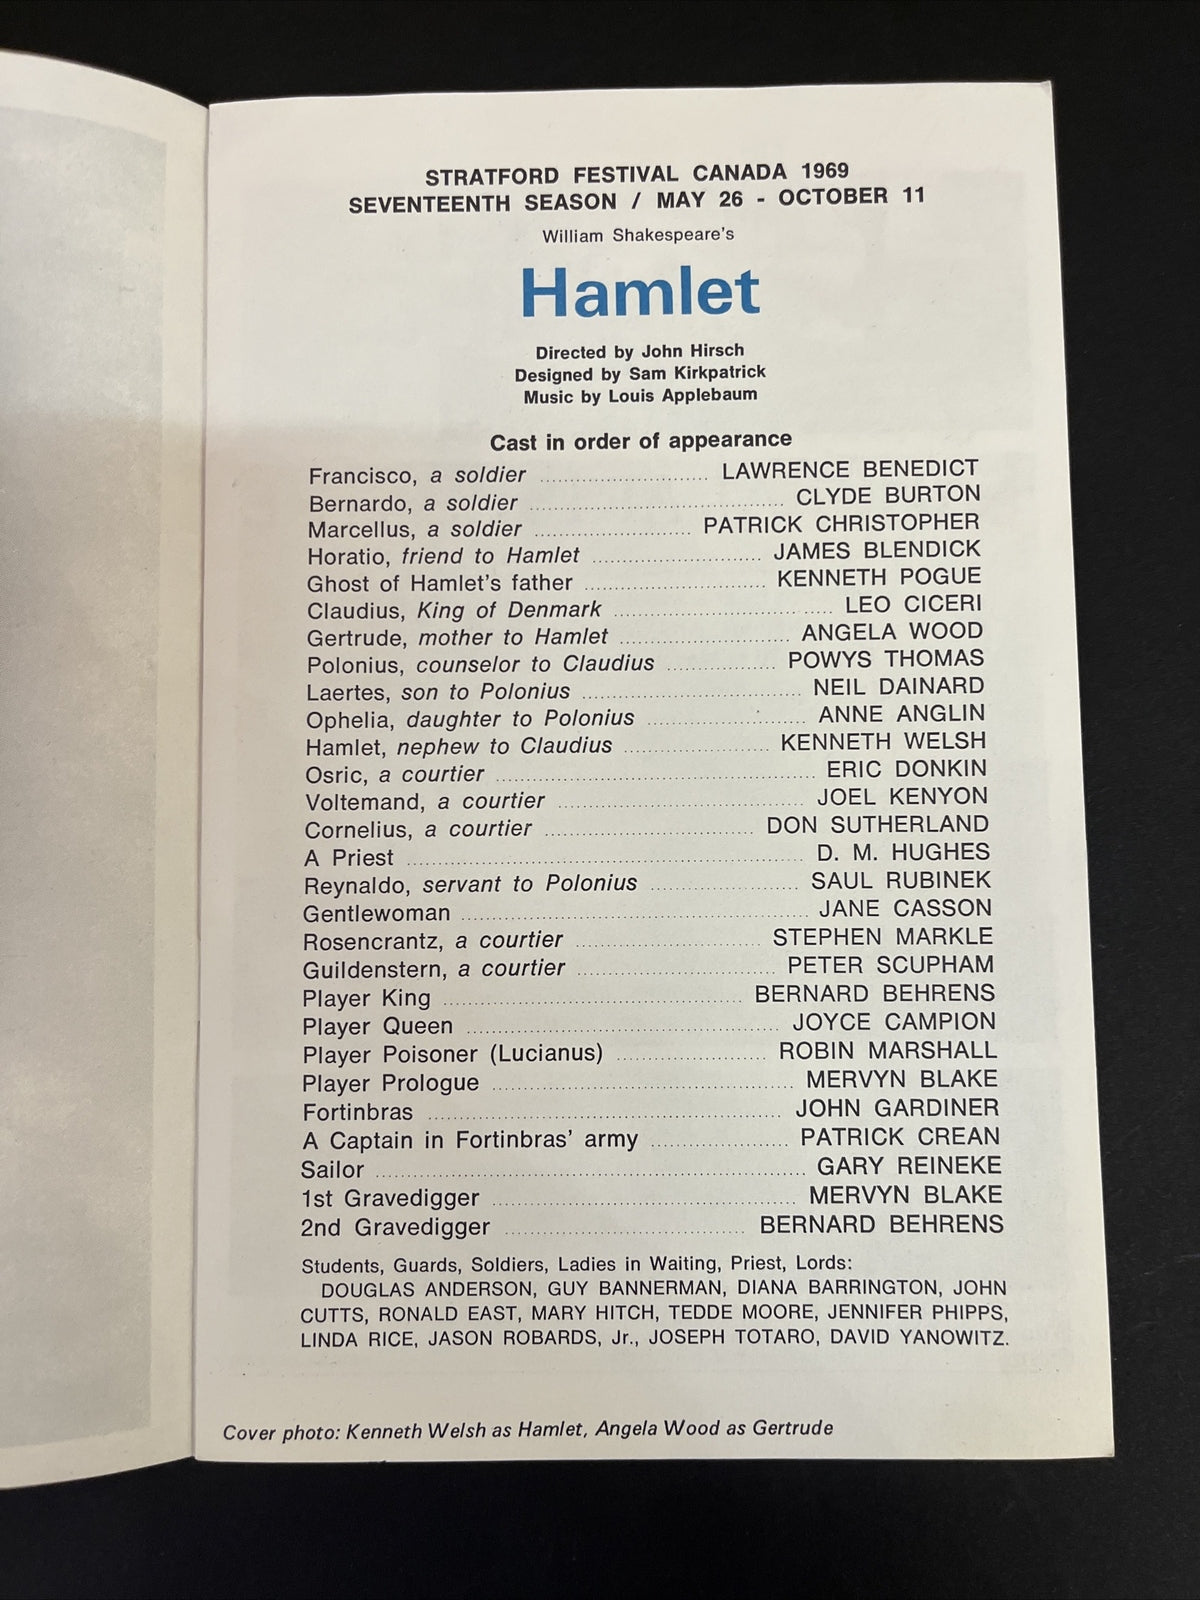 STRATFORD FESTIVAL CANADA 1969
SEVENTEENTH SEASON / MAY 26 - OCTOBER 11
William Shakespeare's
Hamlet
Directed by John Hirsch
Designed by Sam Kirkpatrick
Music by Louis Applebaum
Cast in order of appearance
Francisco, a soldier ........ LAWRENCE BENEDICT
Bernardo, a soldier ........ CLYDE BURTON
Marcellus, a soldier ........ PATRICK CHRISTOPHER
Horatio, friend to Hamlet ........ JAMES BLENDICK
Ghost of Hamlet's father ........ KENNETH POGUE
Claudius, King of Denmark ........ LEO CICERI
Gertrude, mother to Hamlet ........ ANGELA WOOD
Polonius, counselor to Claudius ........ POWYS THOMAS
Laertes, son to Polonius ........ NEIL DAINARD
Ophelia, daughter to Polonius ........ ANNE ANGLIN
Hamlet, nephew to Claudius ........ KENNETH WELSH
Osric, a courtier ........ ERIC DONKIN
Voltemand, a courtier ........ JOEL KENYON
Cornelius, a courtier ........ DON SUTHERLAND
A Priest ........ D. M. HUGHES
Reynaldo, servant to Polonius ........ SAUL RUBINEK
Gentlewoman ........ JANE CASSON
Rosencrantz, a courtier ........ STEPHEN MARKLE
Guildenstern, a courtier ........ PETER SCUPHAM
Player King ........ BERNARD BEHRENS
Player Queen ........ JOYCE CAMPION
Player Poisoner (Lucianus) ........ ROBIN MARSHALL
Player Prologue ........ MERVYN BLAKE
Fortinbras ........ JOHN GARDINER
A Captain in Fortinbras' army ........ PATRICK CREAN
Sailor ........ GARY REINEKE
1st Gravedigger ........ MERVYN BLAKE
2nd Gravedigger ........ BERNARD BEHRENS
Students, Guards, Soldiers, Ladies in Waiting, Priest, Lords:
DOUGLAS ANDERSON, GUY BANNERMAN, DIANA BARRINGTON, JOHN
CUTTS, RONALD EAST, MARY HITCH, TEDDE MOORE, JENNIFER PHIPPS,
LINDA RICE, JASON ROBARDS, Jr., JOSEPH TOTARO, DAVID YANOWITZ.
Cover photo: Kenneth Welsh as Hamlet, Angela Wood as Gertrude